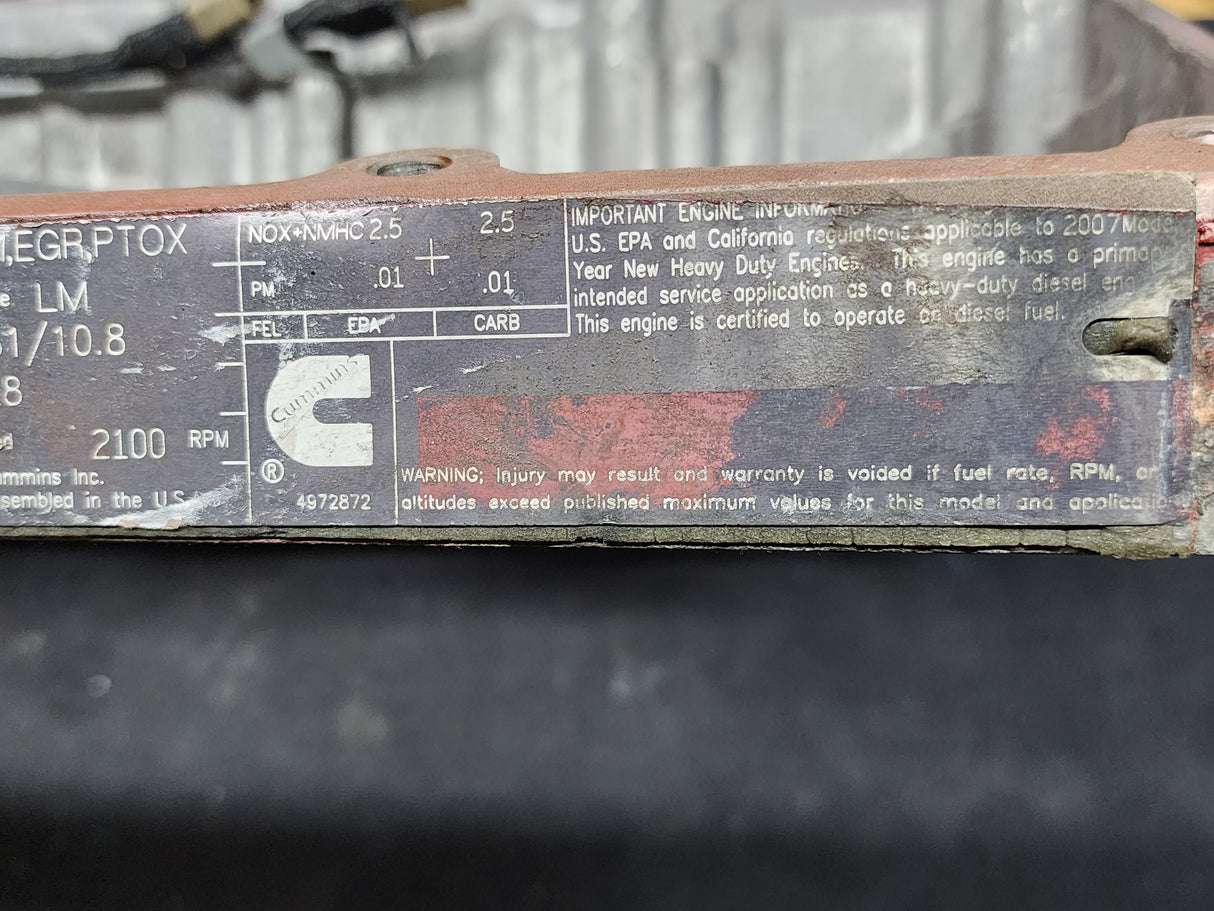 EGR,PTOX
LM
1/10.8
.8
2100 RPM
mmins Inc.
sembled in the U.S
NOX+NMHC 2.5 2.5
PM .01 .01
FEL EPA CARB
Cummins
®
4972872
IMPORTANT ENGINE
U.S. EPA and California regulations applicable to 2007
Year New Heavy Duty Engines. This engine has a
intended service application as a heavy-duty diesel
This engine is certified to operate on diesel fuel.
WARNING; Injury may result and warranty is voided if fuel rate, RPM, or
altitudes exceed published maximum values for this model and